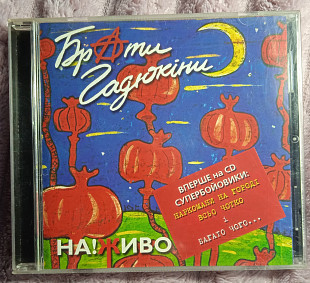 Брати
Гадюкіни
ВПЕРШЕ на CD
СУПЕРБОЙОВИКИ:
НАРКОМАНИ НА ГОРОДІ
ВСЬО ЧОТКО
і
БАГАТО ЧОГО...
НА!ЖИВО